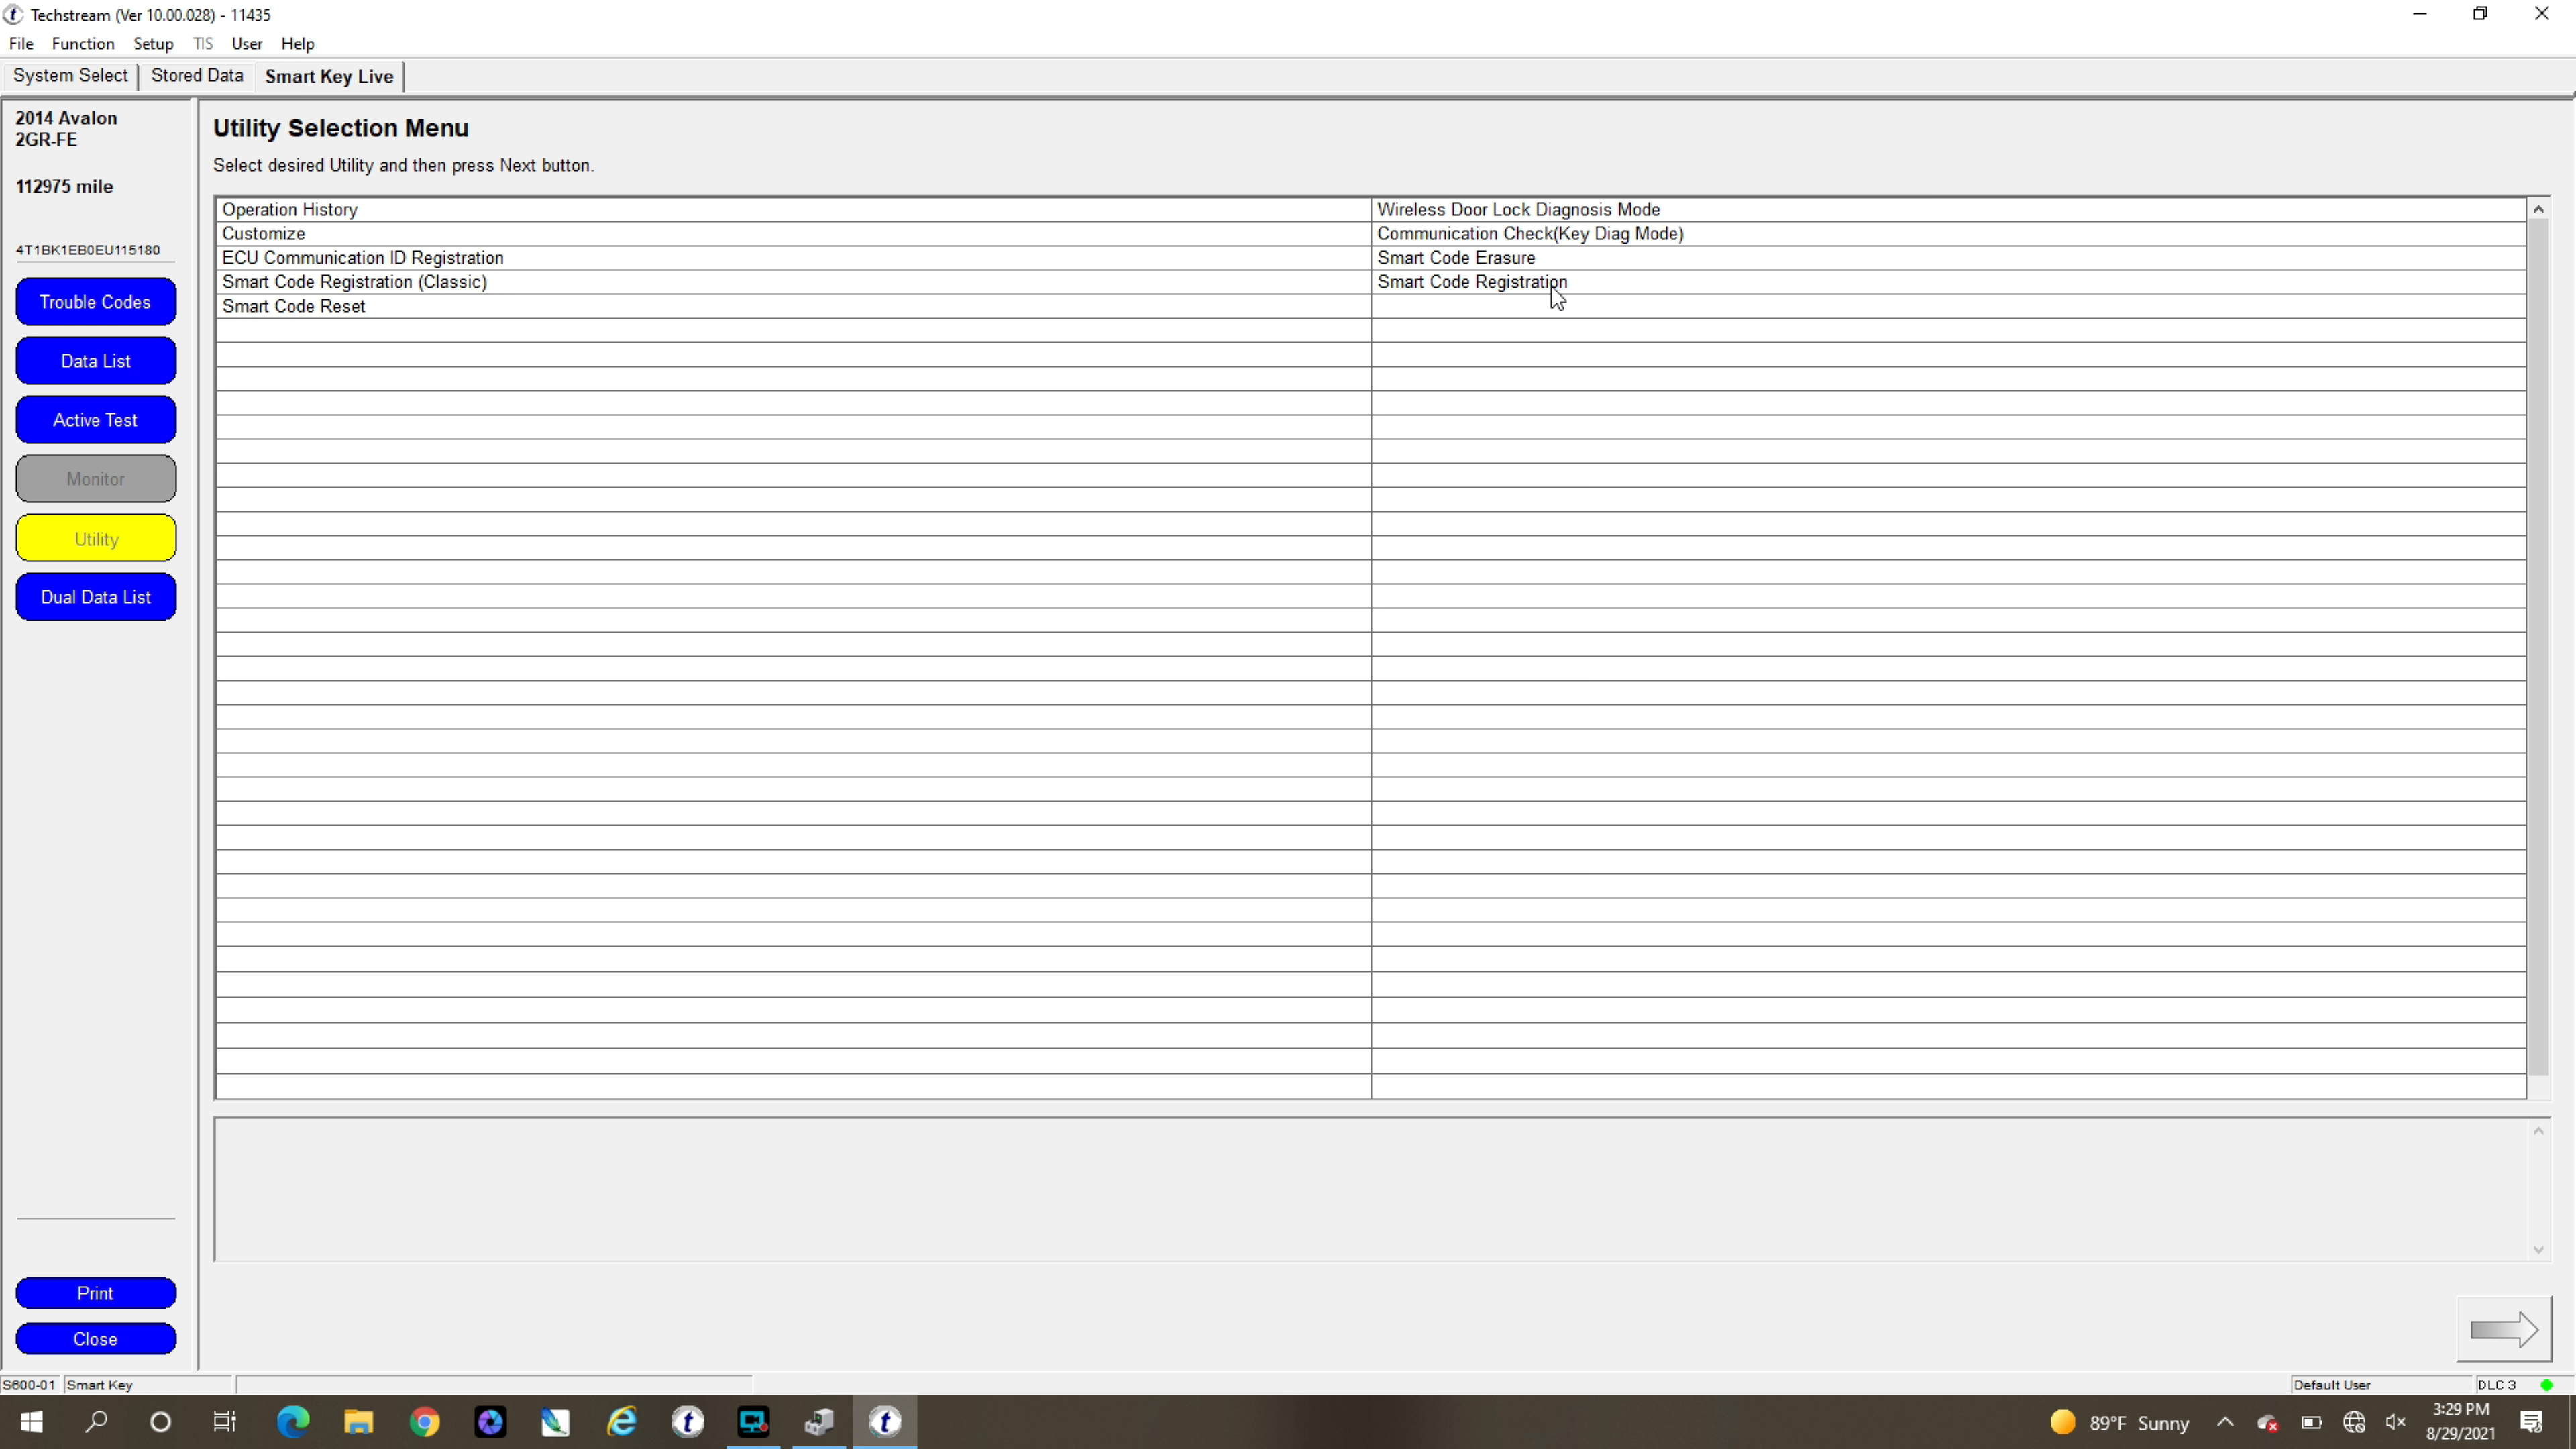 Techstream (Ver 10.00.028) - 11435
File Function Setup TIS User Help
System Select Stored Data Smart Key Live
2014 Avalon
2GR-FE
112975 mile
4T1BK1EB0EU115180
Trouble Codes
Data List
Active Test
Monitor
Utility
Dual Data List
Print
Close
Utility Selection Menu
Select desired Utility and then press Next button.
Operation History Wireless Door Lock Diagnosis Mode
Customize Communication Check(Key Diag Mode)
ECU Communication ID Registration Smart Code Erasure
Smart Code Registration (Classic) Smart Code Registration
Smart Code Reset
S600-01 Smart Key Default User DLC 3
89°F Sunny
3:29 PM
8/29/2021